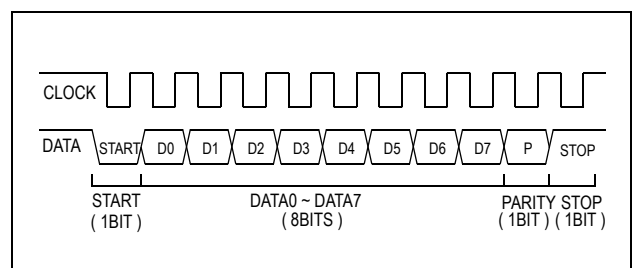 CLOCK
DATA START D0 D1 D2 D3 D4 D5 D6 D7 P STOP
START DATA0 ~ DATA7 PARITY STOP
( 1BIT ) ( 8BITS ) ( 1BIT ) ( 1BIT )